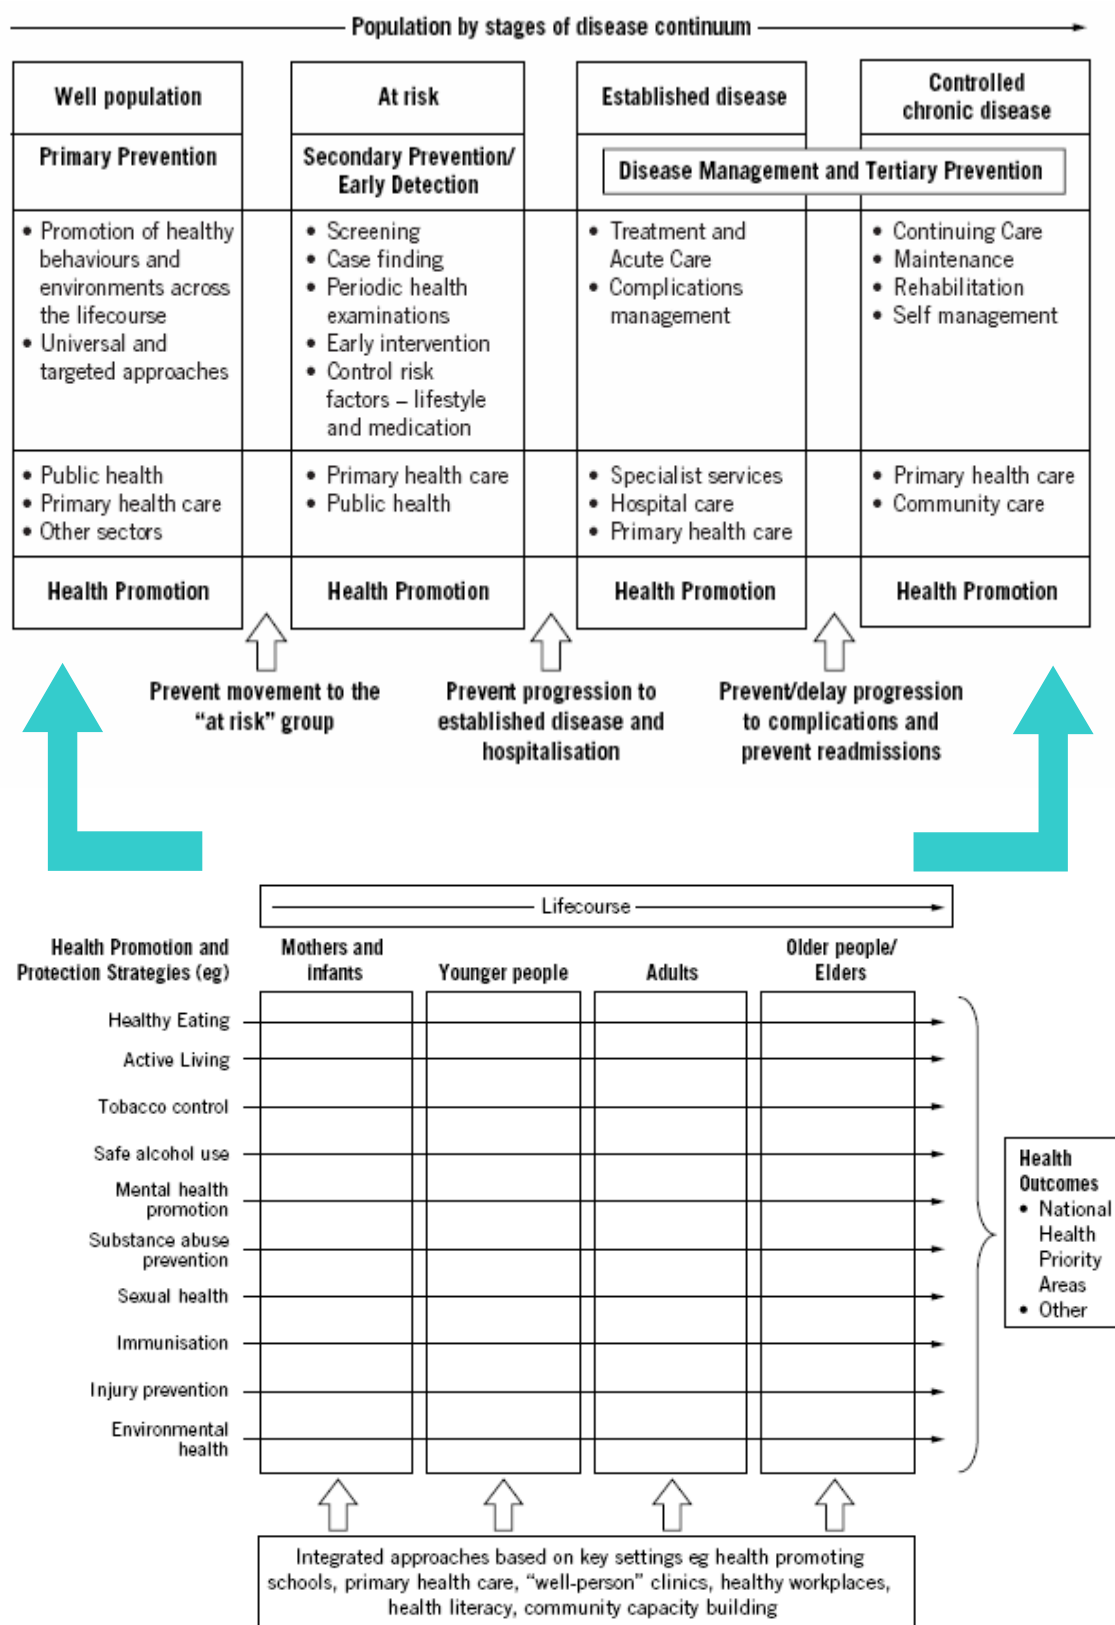 Population by stages of disease continuum
Well population
At risk
Established disease
Controlled
chronic disease
Primary Prevention
Secondary Prevention/
Early Detection
Disease Management and Tertiary Prevention
• Promotion of healthy
behaviours and
environments across
the lifecourse
• Universal and
targeted approaches
• Screening
• Case finding
• Periodic health
examinations
• Early intervention
• Control risk
factors – lifestyle
and medication
• Treatment and
Acute Care
• Complications
management
• Continuing Care
• Maintenance
• Rehabilitation
• Self management
• Public health
• Primary health care
• Other sectors
• Primary health care
• Public health
• Specialist services
• Hospital care
• Primary health care
• Primary health care
• Community care
Health Promotion
Health Promotion
Health Promotion
Health Promotion
Prevent movement to the
“at risk” group
Prevent progression to
established disease and
hospitalisation
Prevent/delay progression
to complications and
prevent readmissions
Lifecourse
Health Promotion and
Protection Strategies (eg)
Mothers and
infants
Younger people
Adults
Older people/
Elders
Healthy Eating
Active Living
Tobacco control
Safe alcohol use
Mental health
promotion
Substance abuse
prevention
Sexual health
Immunisation
Injury prevention
Environmental
health
Health
Outcomes
• National
Health
Priority
Areas
• Other
Integrated approaches based on key settings eg health promoting
schools, primary health care, “well-person” clinics, healthy workplaces,
health literacy, community capacity building